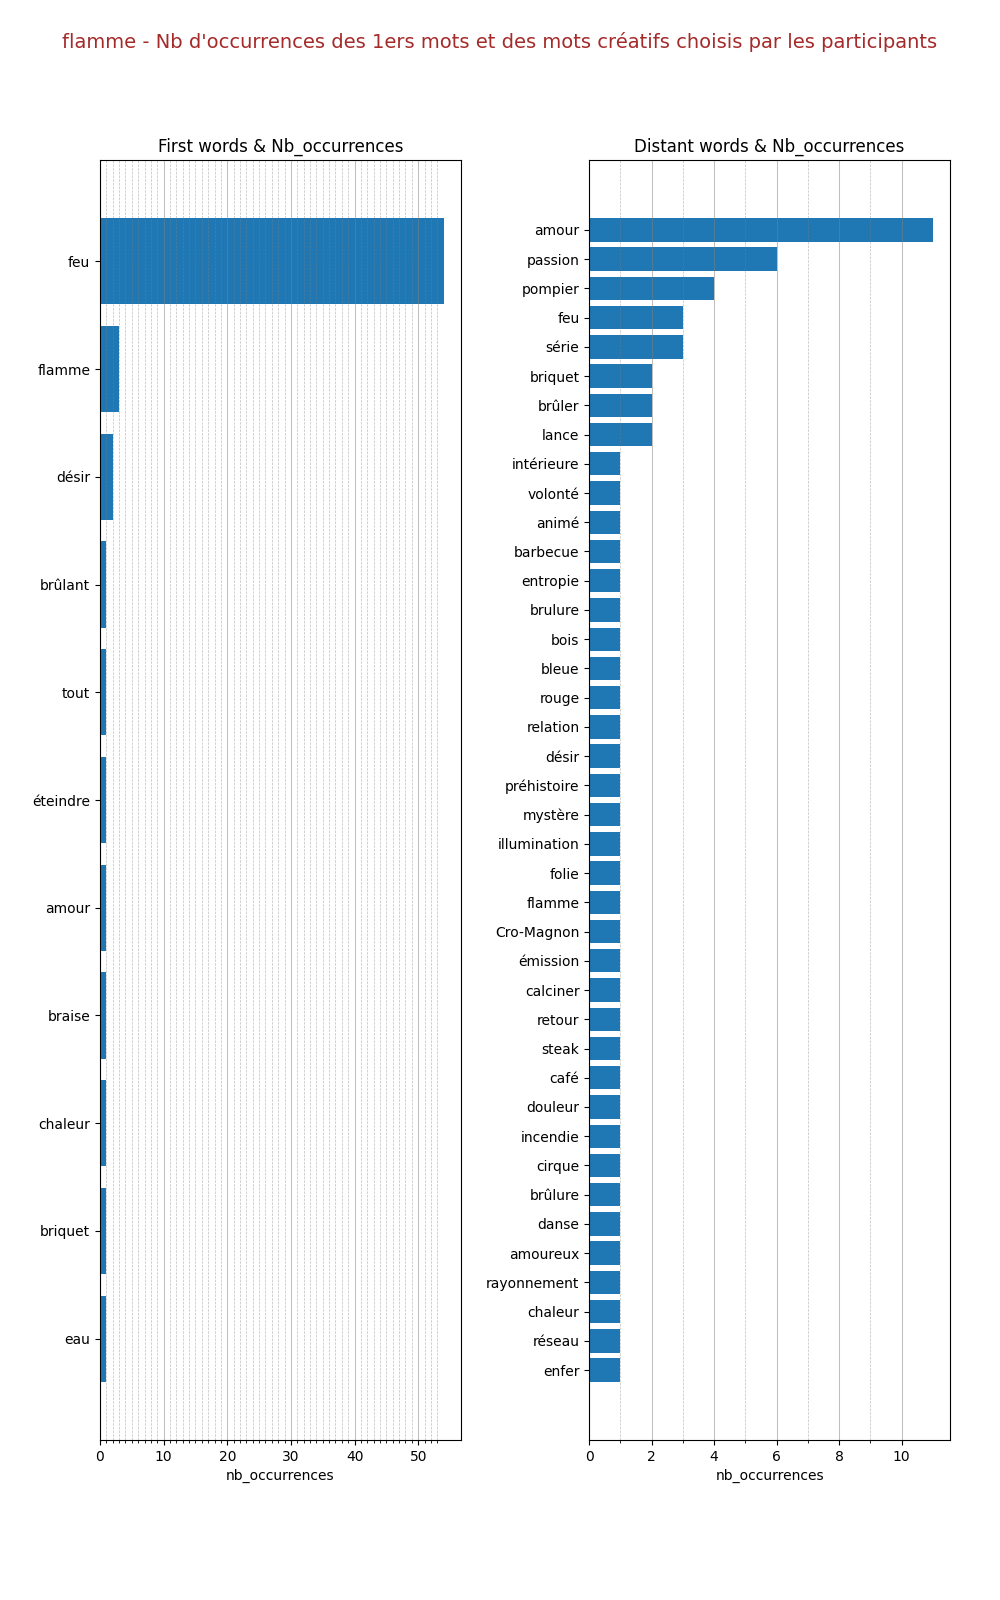 flamme - Nb d'occurrences des 1ers mots et des mots créatifs choisis par les participants
First words & Nb_occurrences
feu
flamme
désir
brûlant
tout
éteindre
amour
braise
chaleur
briquet
eau
0 10 20 30 40 50
nb_occurrences
Distant words & Nb_occurrences
amour
passion
pompier
feu
série
briquet
brûler
lance
intérieure
volonté
animé
barbecue
entropie
brulure
bois
bleue
rouge
relation
désir
préhistoire
mystère
illumination
folie
flamme
Cro-Magnon
émission
calciner
retour
steak
café
douleur
incendie
cirque
brûlure
danse
amoureux
rayonnement
chaleur
réseau
enfer
0 2 4 6 8 10
nb_occurrences